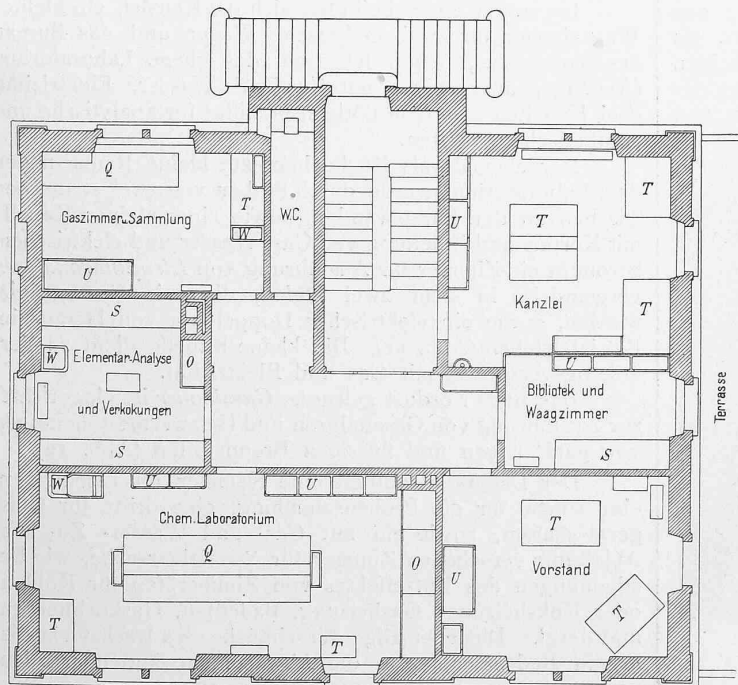 Q
T
T
Gaszimmer-Sammlung
W.C.
U
T
W
Kanzlei
U
T
S
U
W
Elementar-Analyse
O
Bibliotek und
Waagzimmer
und Verkokungen
Terrasse
S
S
W
U
U
T
Chem. Laboratorium
Q
O
U
Vorstand
T
T
T